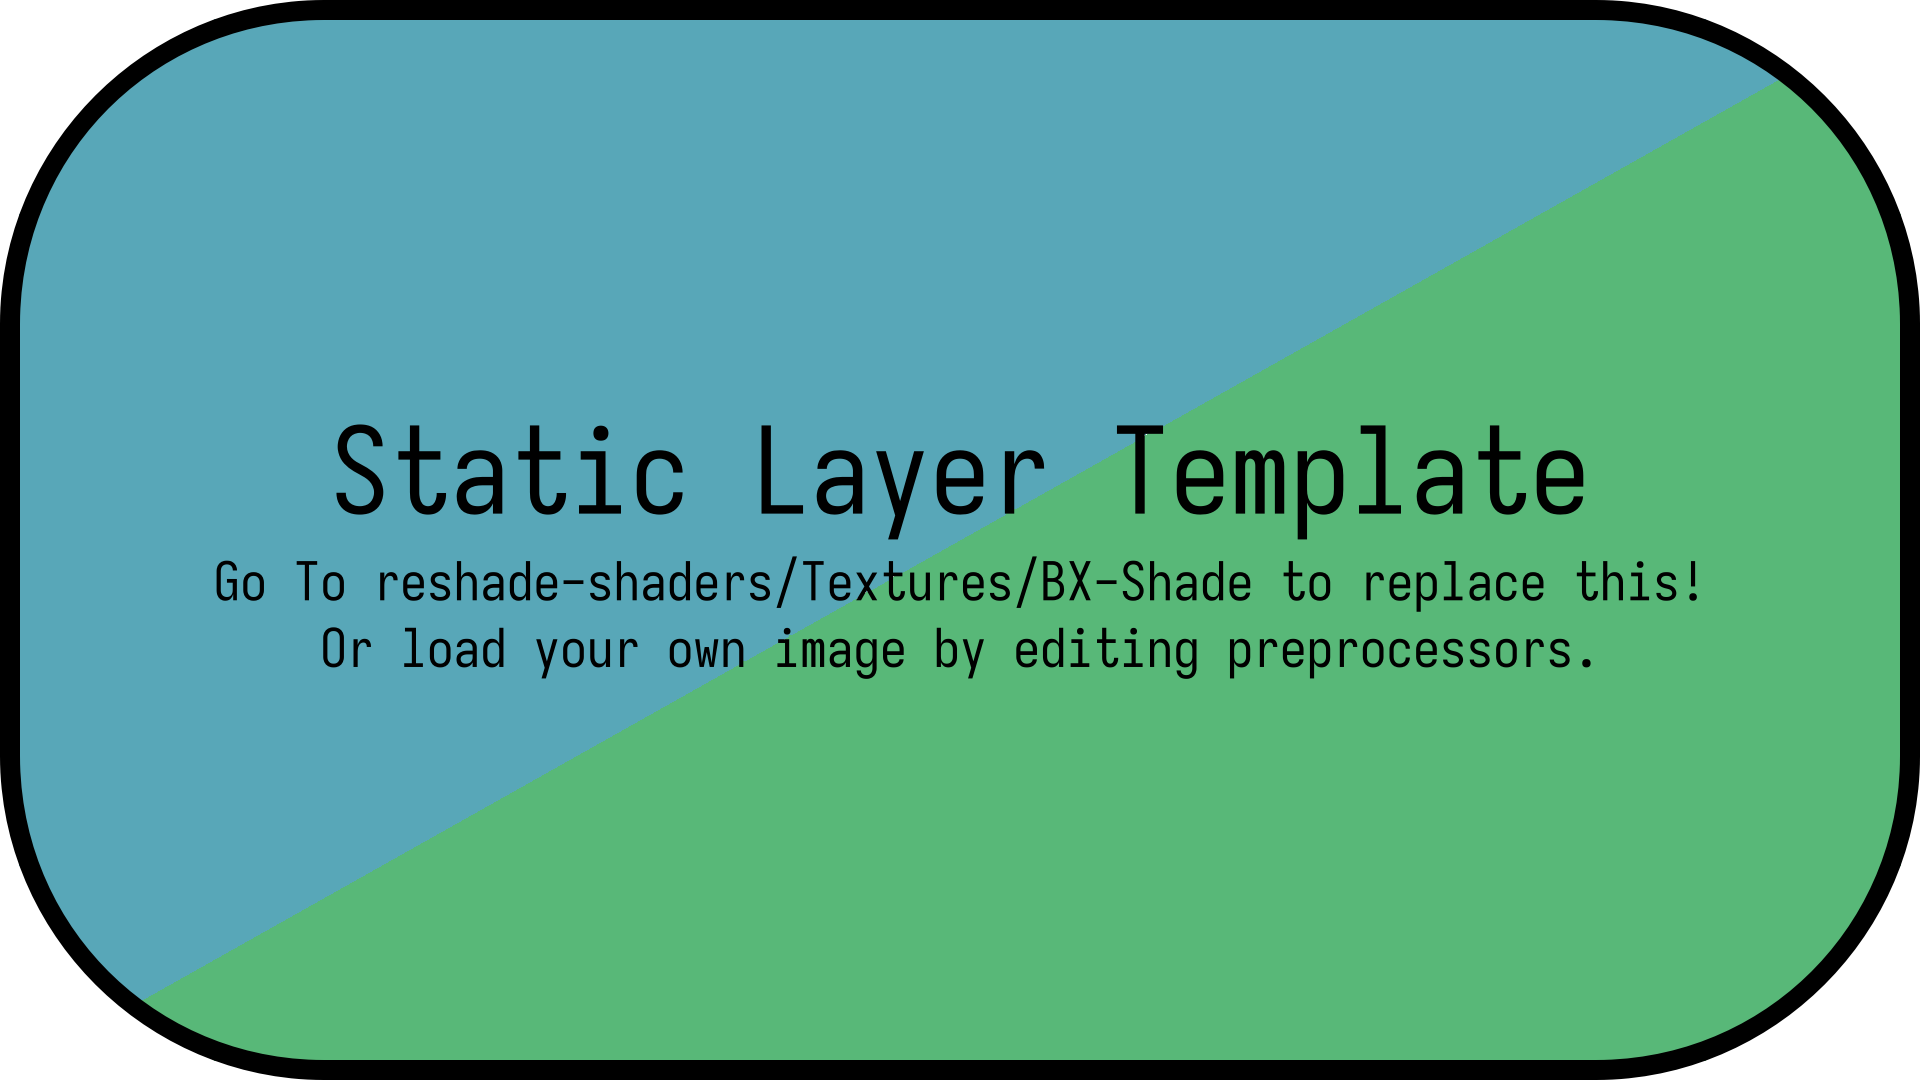 Static Layer Template
Go To reshade-shaders/Textures/BX-Shade to replace this!
Or load your own image by editing preprocessors.